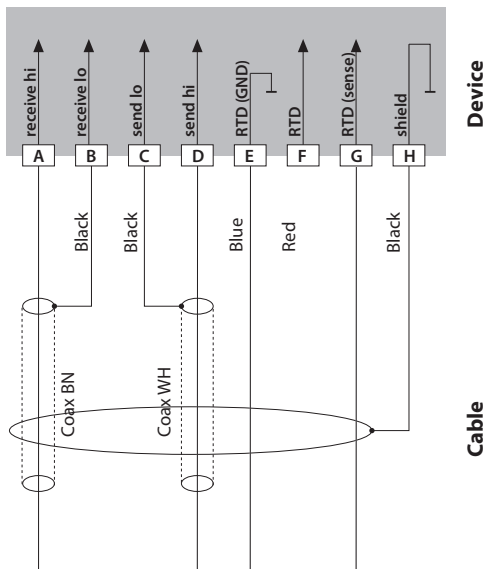 receive hi
receive lo
send lo
send hi
RTD (GND)
RTD
RTD (sense)
shield
Device
A
B
C
D
E
F
G
H
Black
Black
Blue
Red
Black
Coax BN
Coax WH
Cable